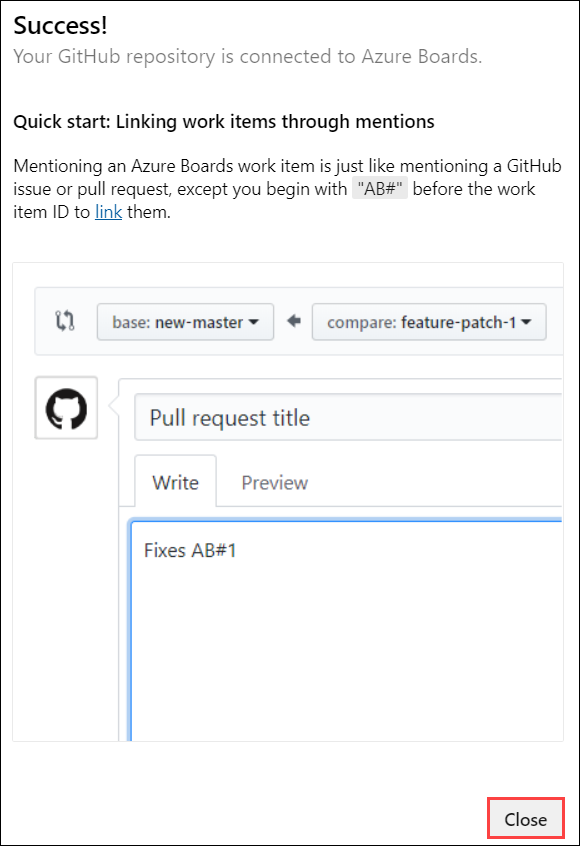 Success!
Your GitHub repository is connected to Azure Boards.
Quick start: Linking work items through mentions
Mentioning an Azure Boards work item is just like mentioning a GitHub
issue or pull request, except you begin with "AB#" before the work
item ID to link them.
base: new-master compare: feature-patch-1
Pull request title
Write Preview
Fixes AB#1
Close